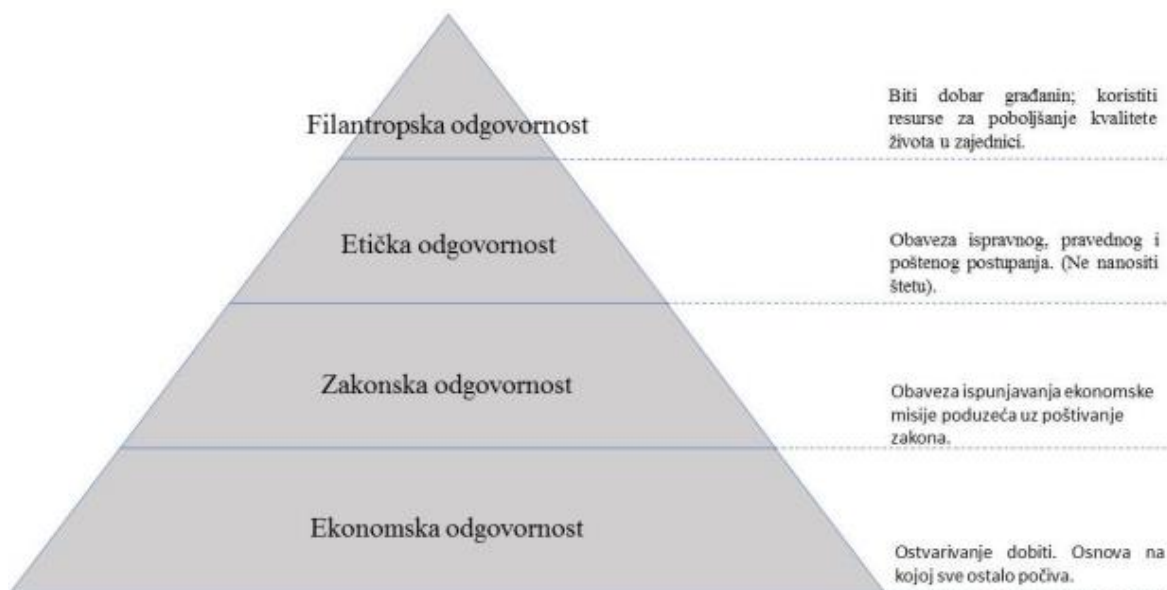 Filantropska odgovornost
Biti dobar građanin; koristiti
resurse za poboljšanje kvalitete
života u zajednici.
Etička odgovornost
Obaveza ispravnog, pravednog i
poštenog postupanja. (Ne nanositi
štetu).
Zakonska odgovornost
Obaveza ispunjavanja ekonomske
misije poduzeća uz poštivanje
zakona.
Ekonomska odgovornost
Ostvarivanje dobiti. Osnova na
kojoj sve ostalo počiva.